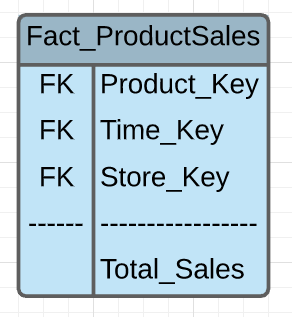 Fact_ProductSales
FK Product_Key
FK Time_Key
FK Store_Key
------ -----------------
Total_Sales